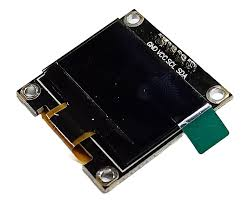 GND VCC SCL SDA